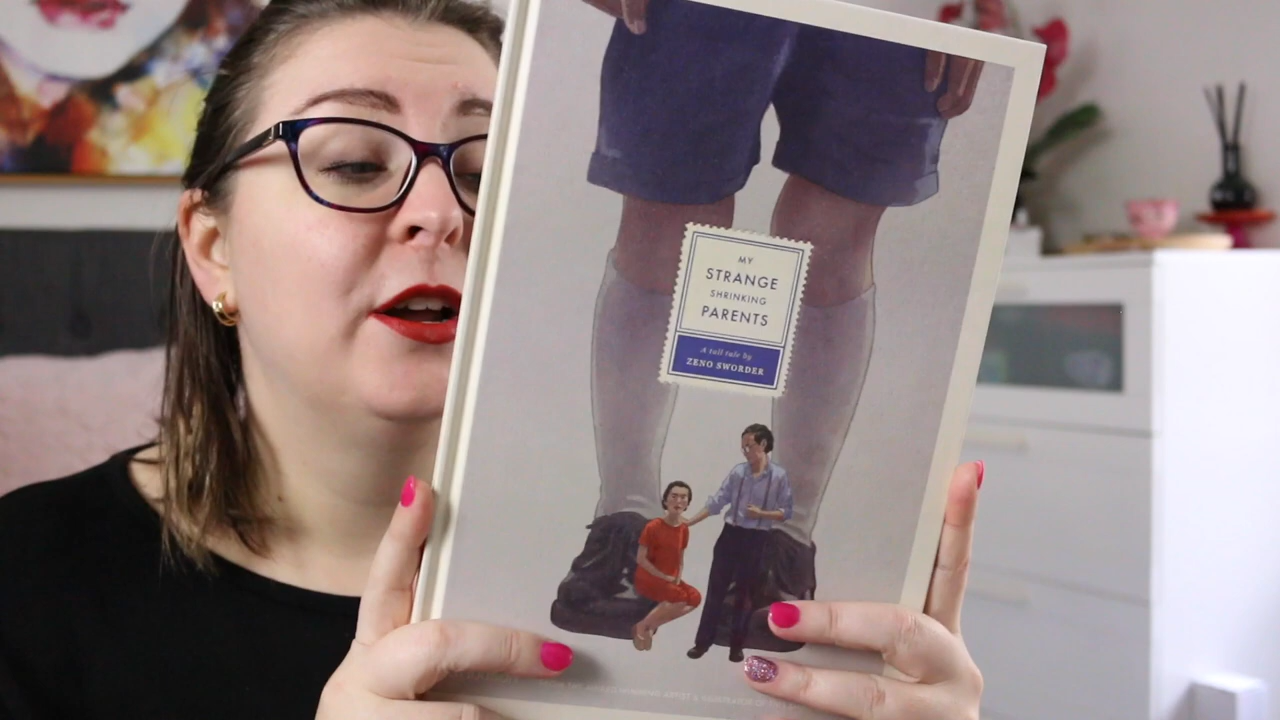 MY
STRANGE
SHRINKING
PARENTS
A tall tale by
ZENO SWORDER